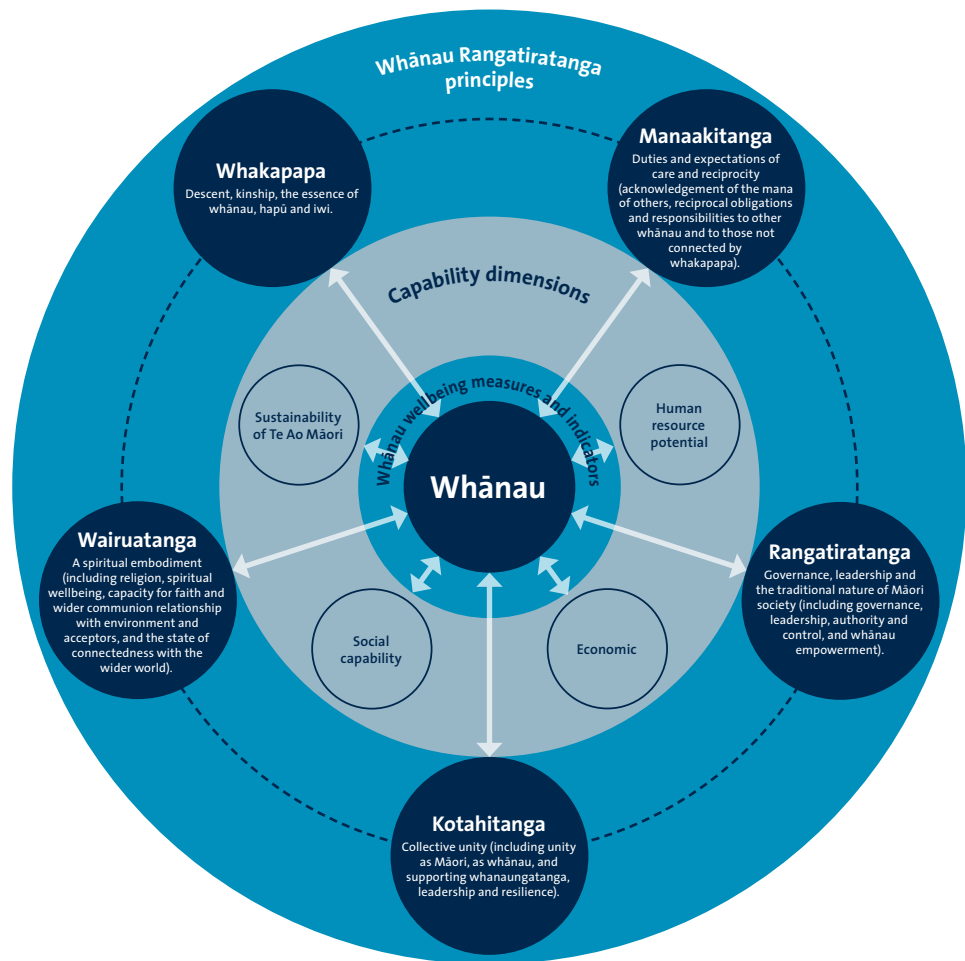 Whānau Rangatiratanga
principles
Whakapapa
Descent, kinship, the essence of
whānau, hapū and iwi.
Manaakitanga
Duties and expectations of
care and reciprocity
(acknowledgement of the mana
of others, reciprocal obligations
and responsibilities to other
whānau and to those not
connected by
whakapapa).
Capability dimensions
Sustainability
of Te Ao Māori
Human
resource
potential
Whānau wellbeing measures and indicators
Whānau
Wairuatanga
A spiritual embodiment
(including religion, spiritual
wellbeing, capacity for faith and
wider communion relationship
with environment and
acceptors, and the state of
connectedness with the
wider world).
Rangatiratanga
Governance, leadership and
the traditional nature of Māori
society (including governance,
leadership, authority and
control, and whānau
empowerment).
Social
capability
Economic
Kotahitanga
Collective unity (including unity
as Māori, as whānau, and
supporting whanaungatanga,
leadership and resilience).